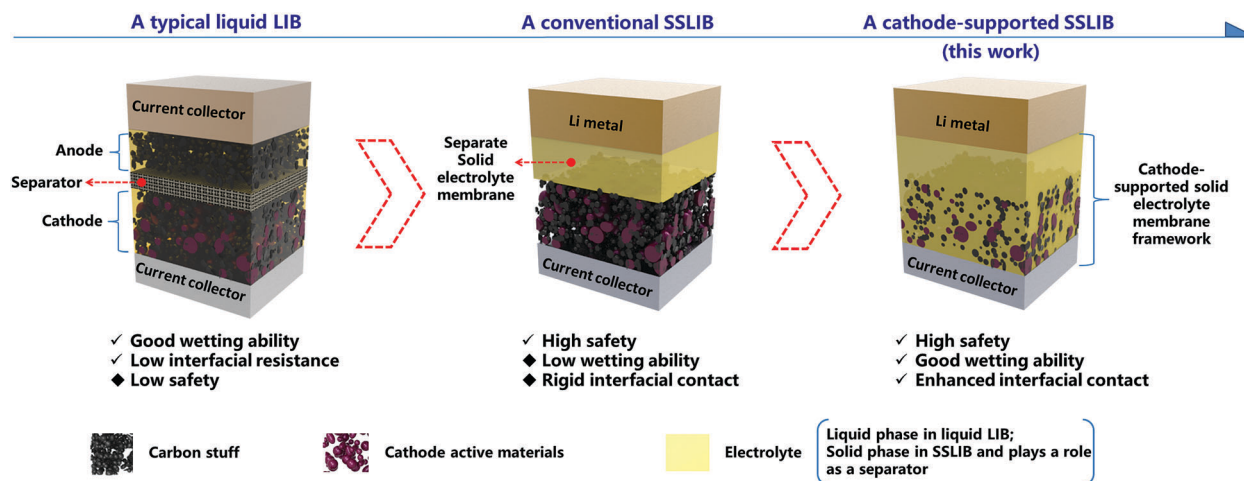 A typical liquid LIB
A conventional SSLIB
A cathode-supported SSLIB
(this work)
Current collector
Anode
Separator
Cathode
Current collector
Li metal
Separate
Solid
electrolyte
membrane
Current collector
Li metal
Cathode-
supported solid
electrolyte
membrane
framework
Current collector
✓ Good wetting ability
✓ Low interfacial resistance
◆ Low safety
✓ High safety
◆ Low wetting ability
◆ Rigid interfacial contact
✓ High safety
✓ Good wetting ability
✓ Enhanced interfacial contact
Carbon stuff
Cathode active materials
Electrolyte
Liquid phase in liquid LIB;
Solid phase in SSLIB and plays a role
as a separator